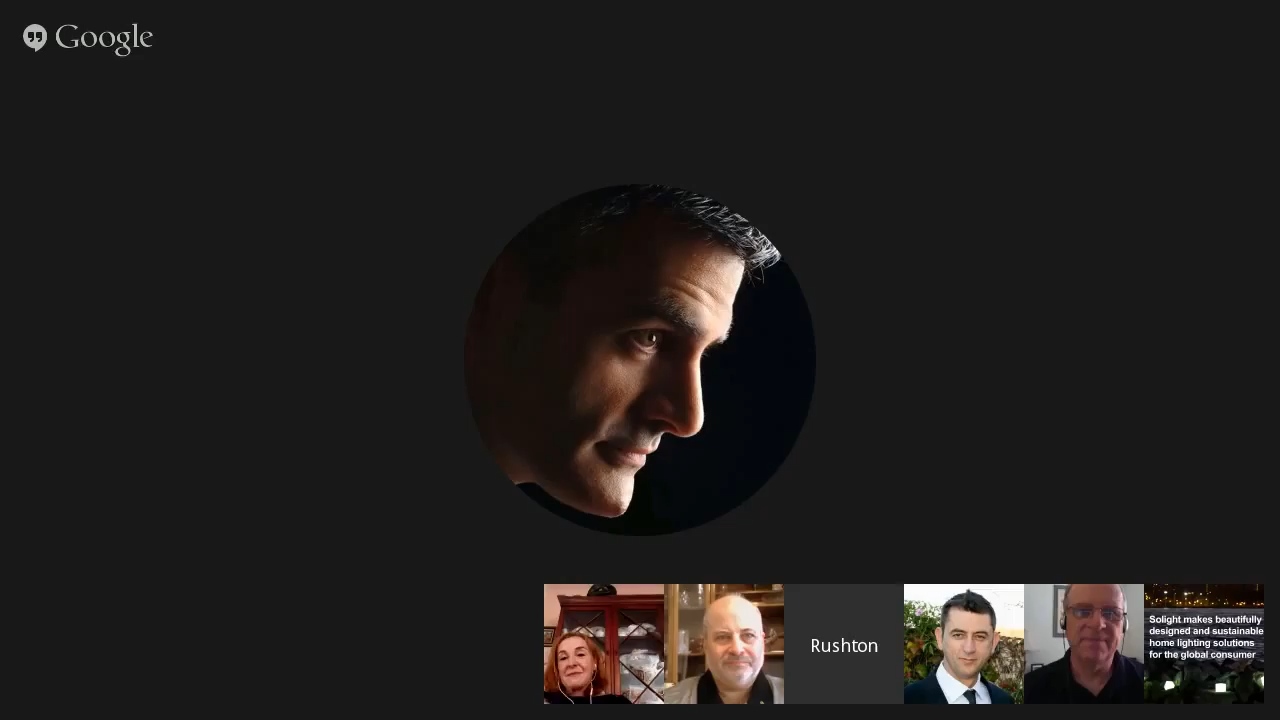 Google
Rushton
Solight makes beautifully
designed and sustainable
home lighting solutions
for the global consumer